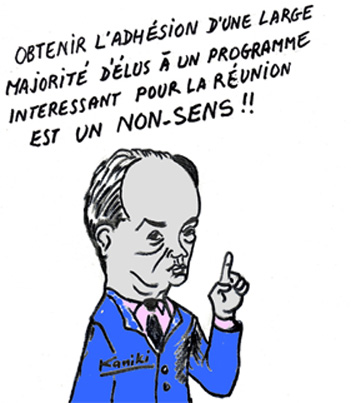 OBTENIR L'ADHÉSION D'UNE LARGE
MAJORITÉ D'ÉLUS À UN PROGRAMME
INTERESSANT POUR LA RÉUNION
EST UN NON-SENS !!
Kaniki